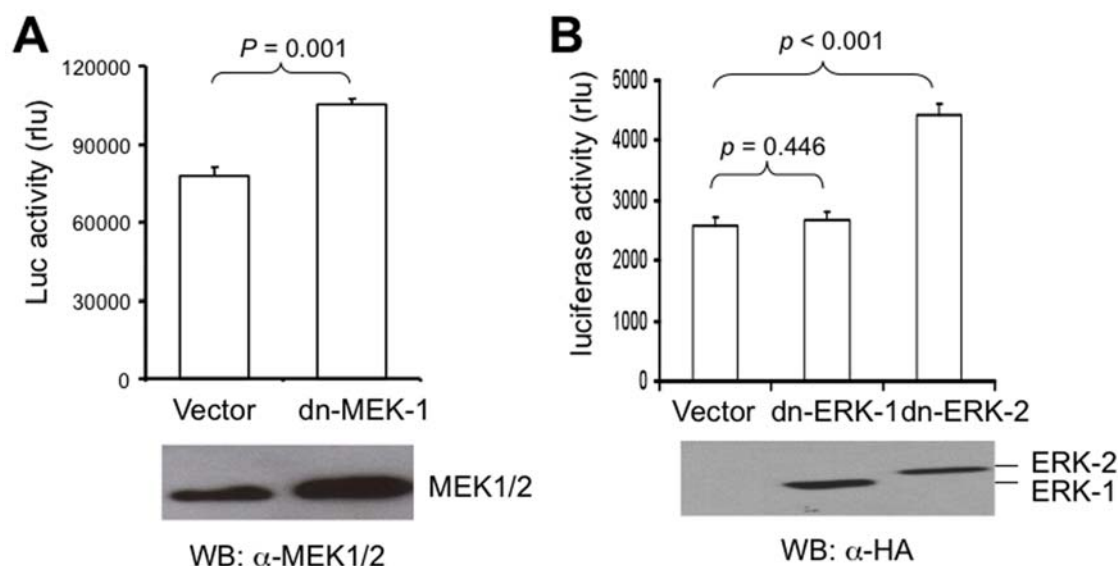 A
P = 0.001
120000
90000
60000
30000
0
Luc activity (rlu)
Vector dn-MEK-1
MEK1/2
WB: α-MEK1/2
B
p < 0.001
p = 0.446
5000
4000
3000
2000
1000
0
luciferase activity (rlu)
Vector dn-ERK-1 dn-ERK-2
ERK-2
ERK-1
WB: α-HA